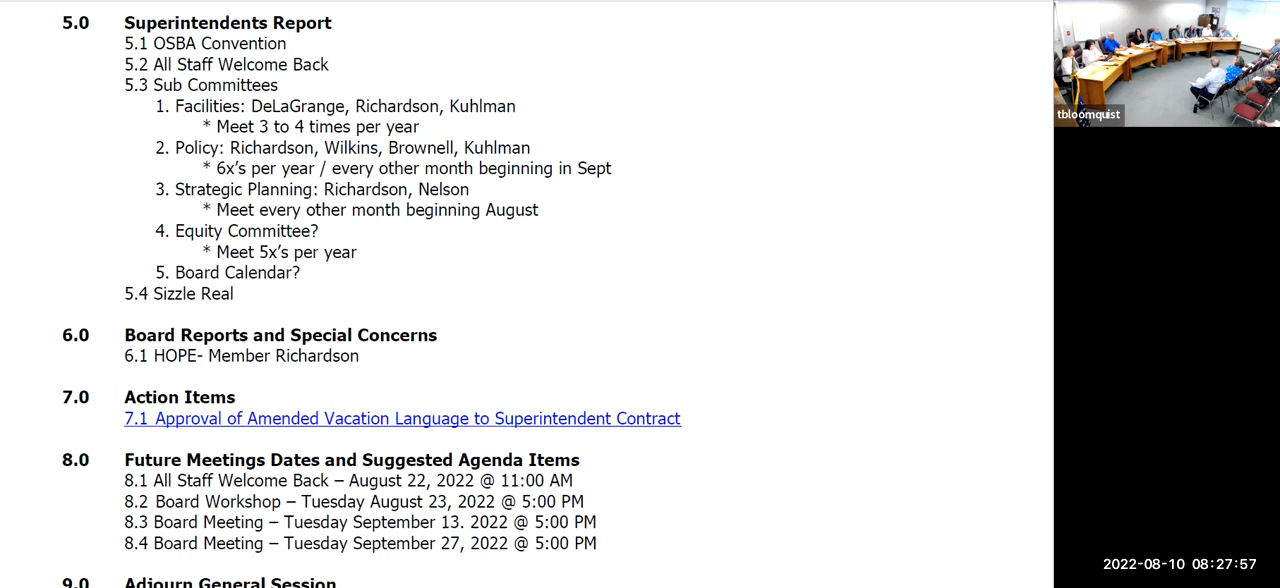 5.0 Superintendents Report
5.1 OSBA Convention
5.2 All Staff Welcome Back
5.3 Sub Committees
1. Facilities: DeLaGrange, Richardson, Kuhlman
* Meet 3 to 4 times per year
2. Policy: Richardson, Wilkins, Brownell, Kuhlman
* 6x's per year / every other month beginning in Sept
3. Strategic Planning: Richardson, Nelson
* Meet every other month beginning August
4. Equity Committee?
* Meet 5x's per year
5. Board Calendar?
5.4 Sizzle Real
6.0 Board Reports and Special Concerns
6.1 HOPE- Member Richardson
7.0 Action Items
7.1 Approval of Amended Vacation Language to Superintendent Contract
8.0 Future Meetings Dates and Suggested Agenda Items
8.1 All Staff Welcome Back – August 22, 2022 @ 11:00 AM
8.2 Board Workshop – Tuesday August 23, 2022 @ 5:00 PM
8.3 Board Meeting – Tuesday September 13. 2022 @ 5:00 PM
8.4 Board Meeting – Tuesday September 27, 2022 @ 5:00 PM
9.0 Adjourn General Session
tbloomquist
2022-08-10 08:27:57